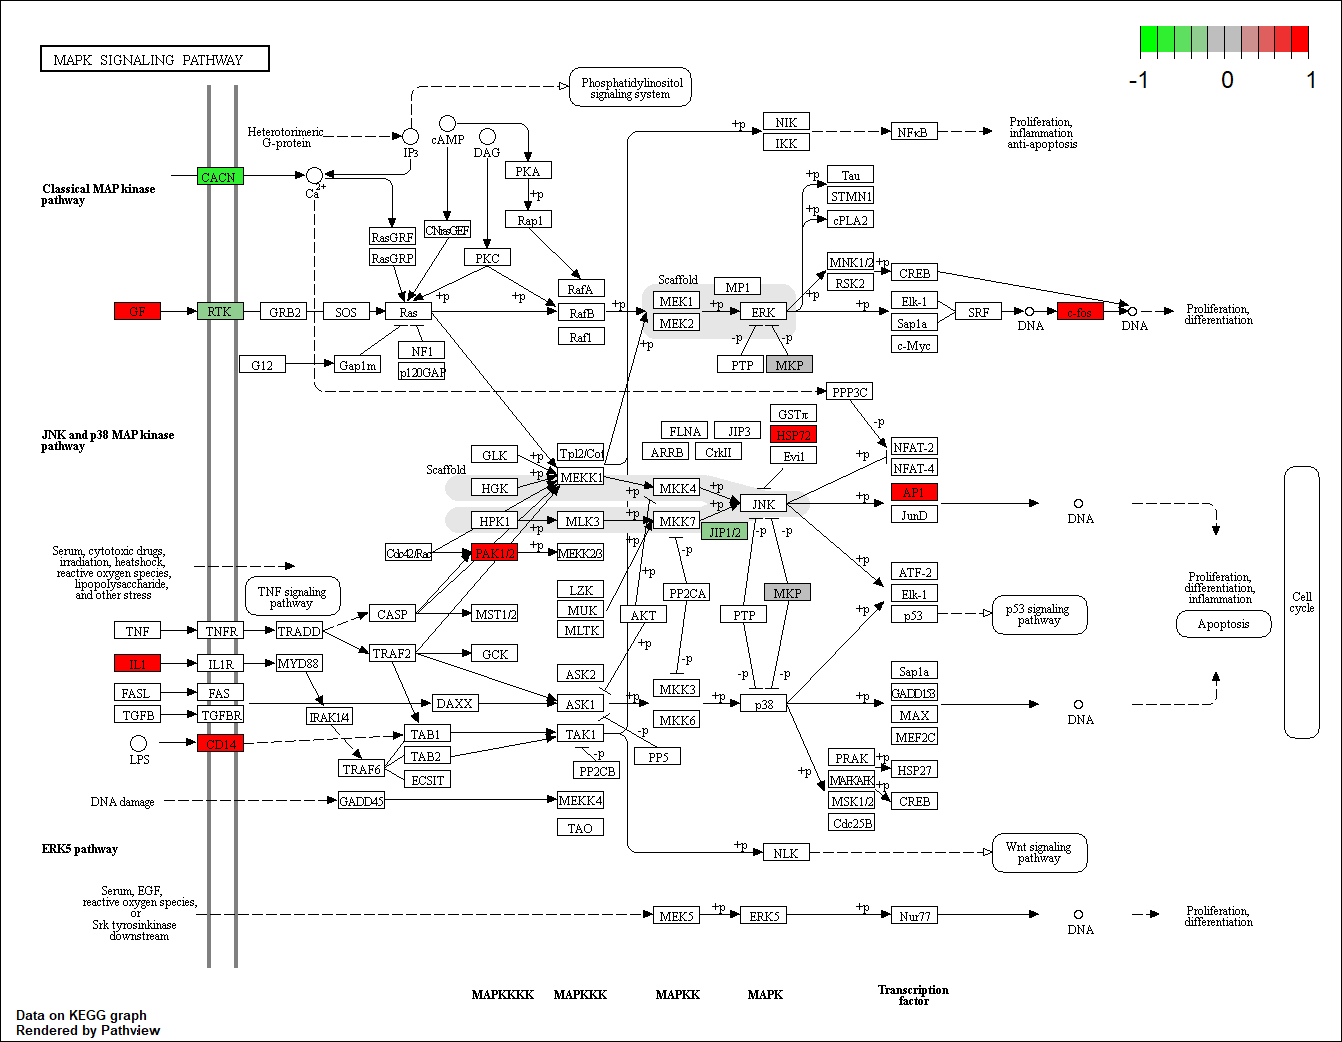 MAPK SIGNALING PATHWAY
-1
0
1
Phosphatidylinositol
signaling system
Heterotorimeric
G-protein
IP3
cAMP
DAG
PKA
+p
Rap1
CACN
Ca2+
Classical MAP kinase
pathway
RasGRF
RasGRP
CNrasGEF
PKC
+p
NIK
IKK
NFκB
Proliferation,
inflammation
anti-apoptosis
+p
Tau
STMN1
+p
cPLA2
RafA
RafB
Raf1
Scaffold
MEK1
MEK2
MP1
MNK1/2
RSK2
+p
CREB
GF
RTK
GRB2
SOS
Ras
+p
+p
+p
+p
ERK
+p
+p
Elk-1
Sap1a
c-Myc
SRF
DNA
c-fos
DNA
Proliferation,
differentiation
G12
Gap1m
NF1
p120GAP
+p
-p
-p
PTP
MKP
PPP3C
-p
JNK and p38 MAP kinase
pathway
Scaffold
GLK
HGK
HPK1
+p
+p
+p
Tpl2/Cot
MEKK1
MLK3
MEKK2/3
FLNA
JIP3
ARRB
CrkII
GSTπ
HSP72
Evi1
NFAT-2
NFAT-4
+p
+p
+p
+p
+p
MKK4
MKK7
+p
+p
JNK
JIP1/2
+p
AP1
JunD
DNA
Cdc42/Rac
PAK1/2
+p
-p
-p
-p
+p
Serum, cytotoxic drugs,
irradiation, heatshock,
reactive oxygen species,
lipopolysaccharide,
and other stress
TNF signaling
pathway
LZK
MUK
MLTK
+p
AKT
PP2CA
MKP
PTP
ATF-2
Elk-1
p53
+p
p53 signaling
pathway
Proliferation,
differentiation,
inflammation
Apoptosis
Cell
cycle
CASP
MST1/2
TNF
TNFR
TRADD
TRAF2
GCK
+p
IL1
IL1R
MYD88
ASK2
-p
-p
-p
FASL
FAS
DAXX
ASK1
+p
MKK3
MKK6
+p
p38
+p
Sap1a
GADD153
MAX
MEF2C
DNA
TGFB
TGFBR
IRAK1/4
LPS
CD14
TAB1
TAB2
ECSIT
TRAF6
TAK1
-p
-p
PP5
PP2CB
PRAK
MAPKAPK
MSK1/2
Cdc25B
+p
+p
+p
HSP27
CREB
DNA damage
GADD45
MEKK4
TAO
ERK5 pathway
+p
NLK
Wnt signaling
pathway
Serum, EGF,
reactive oxygen species,
or
Srk tyrosinkinase
downstream
MEK5
+p
ERK5
+p
Nur77
DNA
Proliferation,
differentiation
MAPKKKK
MAPKKK
MAPKK
MAPK
Transcription
factor
Data on KEGG graph
Rendered by Pathview